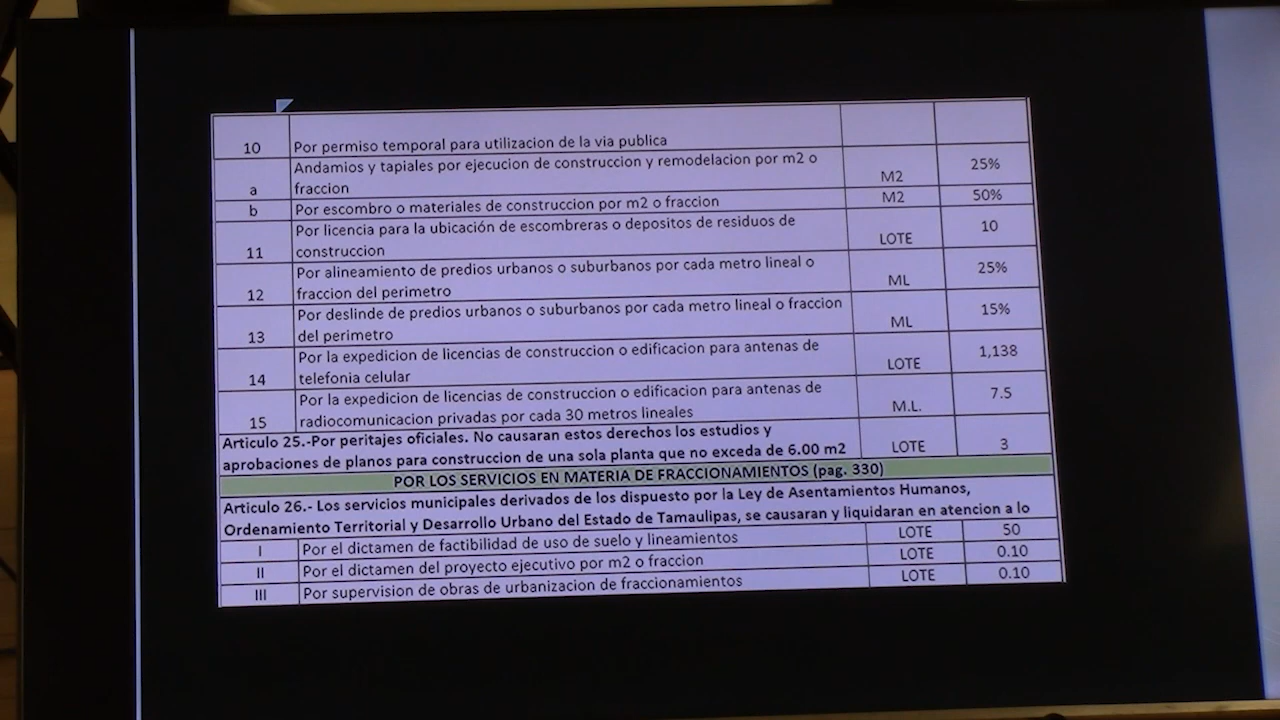 10 Por permiso temporal para utilizacion de la via publica
Andamios y tapiales por ejecucion de construccion y remodelacion por m2 o
a fraccion M2 25%
b Por escombro o materiales de construccion por m2 o fraccion M2 50%
Por licencia para la ubicación de escombreras o depositos de residuos de
11 construccion LOTE 10
Por alineamiento de predios urbanos o suburbanos por cada metro lineal o
12 fraccion del perimetro ML 25%
Por deslinde de predios urbanos o suburbanos por cada metro lineal o fraccion
13 del perimetro ML 15%
Por la expedicion de licencias de construccion o edificacion para antenas de
14 telefonia celular LOTE 1,138
Por la expedicion de licencias de construccion o edificacion para antenas de
15 radiocomunicacion privadas por cada 30 metros lineales M.L. 7.5
Articulo 25.-Por peritajes oficiales. No causaran estos derechos los estudios y
aprobaciones de planos para construccion de una sola planta que no exceda de 6.00 m2 LOTE 3
POR LOS SERVICIOS EN MATERIA DE FRACCIONAMIENTOS (pag. 330)
Articulo 26.- Los servicios municipales derivados de los dispuesto por la Ley de Asentamientos Humanos,
Ordenamiento Territorial y Desarrollo Urbano del Estado de Tamaulipas, se causaran y liquidaran en atencion a lo
I Por el dictamen de factibilidad de uso de suelo y lineamientos LOTE 50
II Por el dictamen del proyecto ejecutivo por m2 o fraccion LOTE 0.10
III Por supervision de obras de urbanizacion de fraccionamientos LOTE 0.10